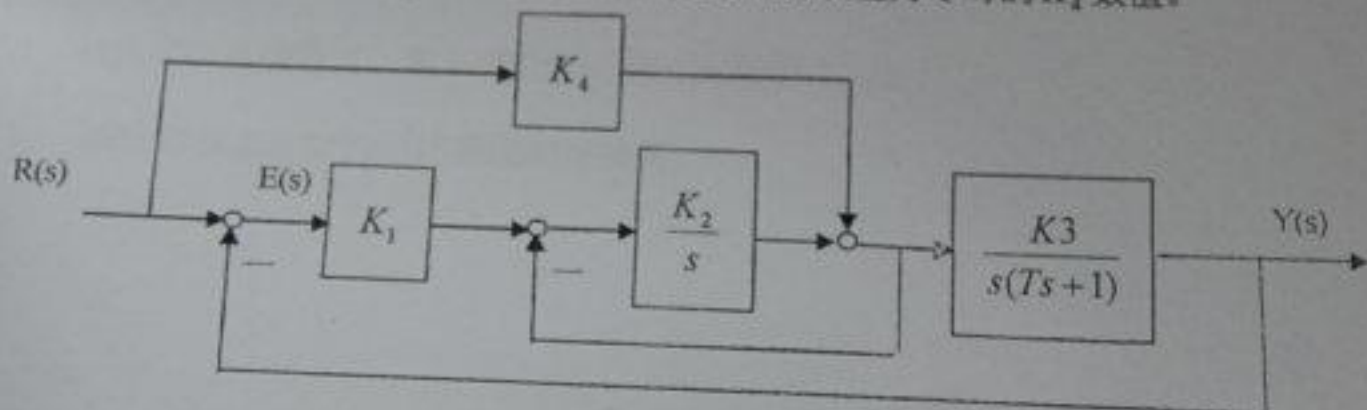 K₄
R(s)
E(s)
K₁
K₂
s
K3
s(Ts+1)
Y(s)
—
—